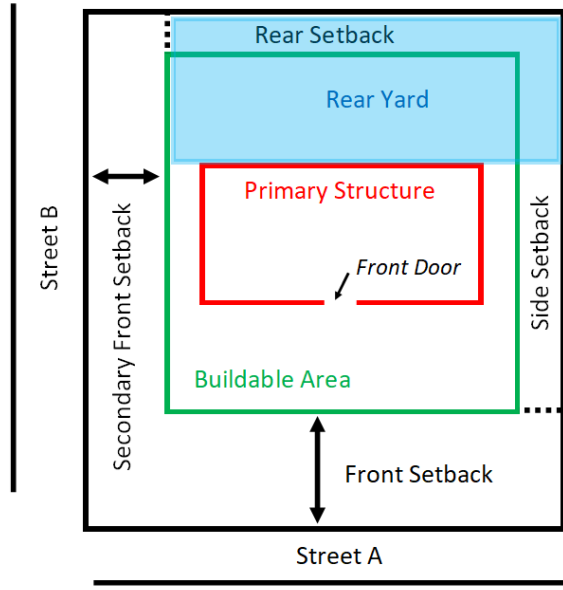 Rear Setback
Rear Yard
Primary Structure
Front Door
Street B
Secondary Front Setback
Side Setback
Buildable Area
Front Setback
Street A